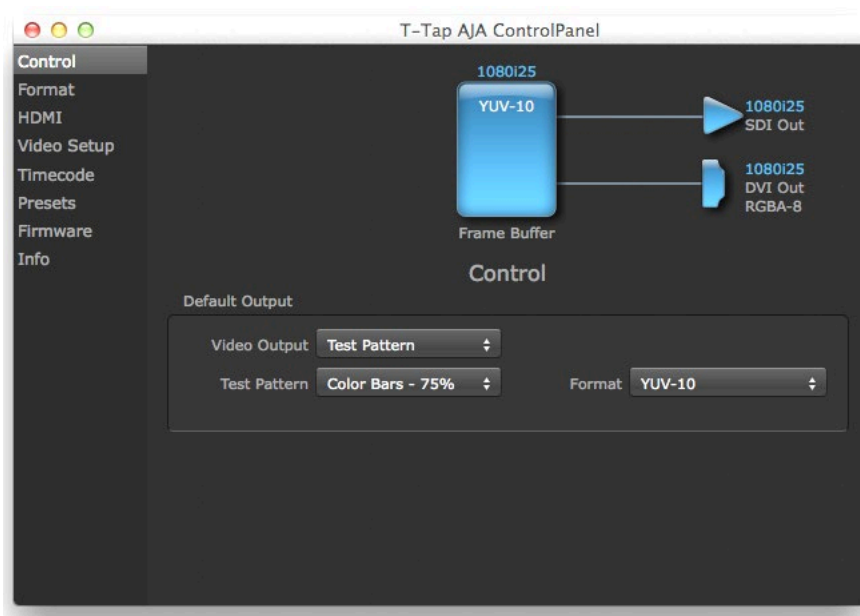 T-Tap AJA ControlPanel
Control
Format
HDMI
Video Setup
Timecode
Presets
Firmware
Info
1080i25
YUV-10
Frame Buffer
1080i25
SDI Out
1080i25
DVI Out
RGBA-8
Control
Default Output
Video Output Test Pattern
Test Pattern Color Bars - 75% Format YUV-10